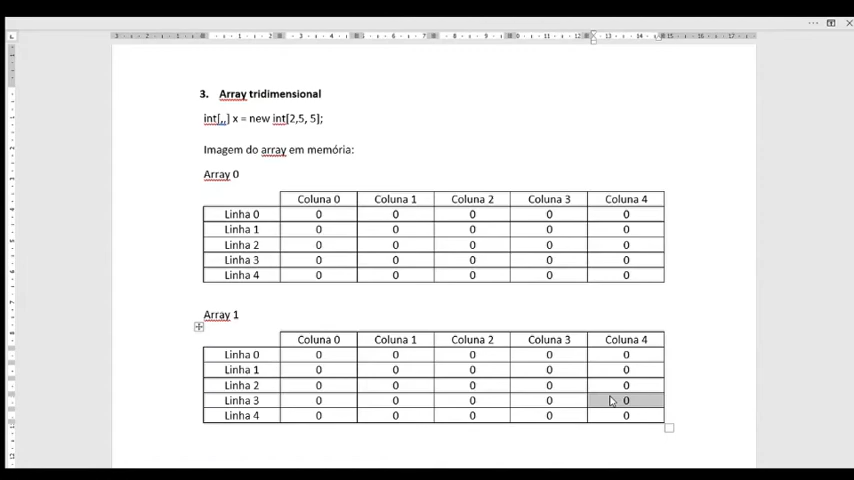 3. Array tridimensional
int[,,] x = new int[2,5, 5];
Imagem do array em memória:
Array 0
Coluna 0 Coluna 1 Coluna 2 Coluna 3 Coluna 4
Linha 0 0 0 0 0 0
Linha 1 0 0 0 0 0
Linha 2 0 0 0 0 0
Linha 3 0 0 0 0 0
Linha 4 0 0 0 0 0
Array 1
Coluna 0 Coluna 1 Coluna 2 Coluna 3 Coluna 4
Linha 0 0 0 0 0 0
Linha 1 0 0 0 0 0
Linha 2 0 0 0 0 0
Linha 3 0 0 0 0 0
Linha 4 0 0 0 0 0